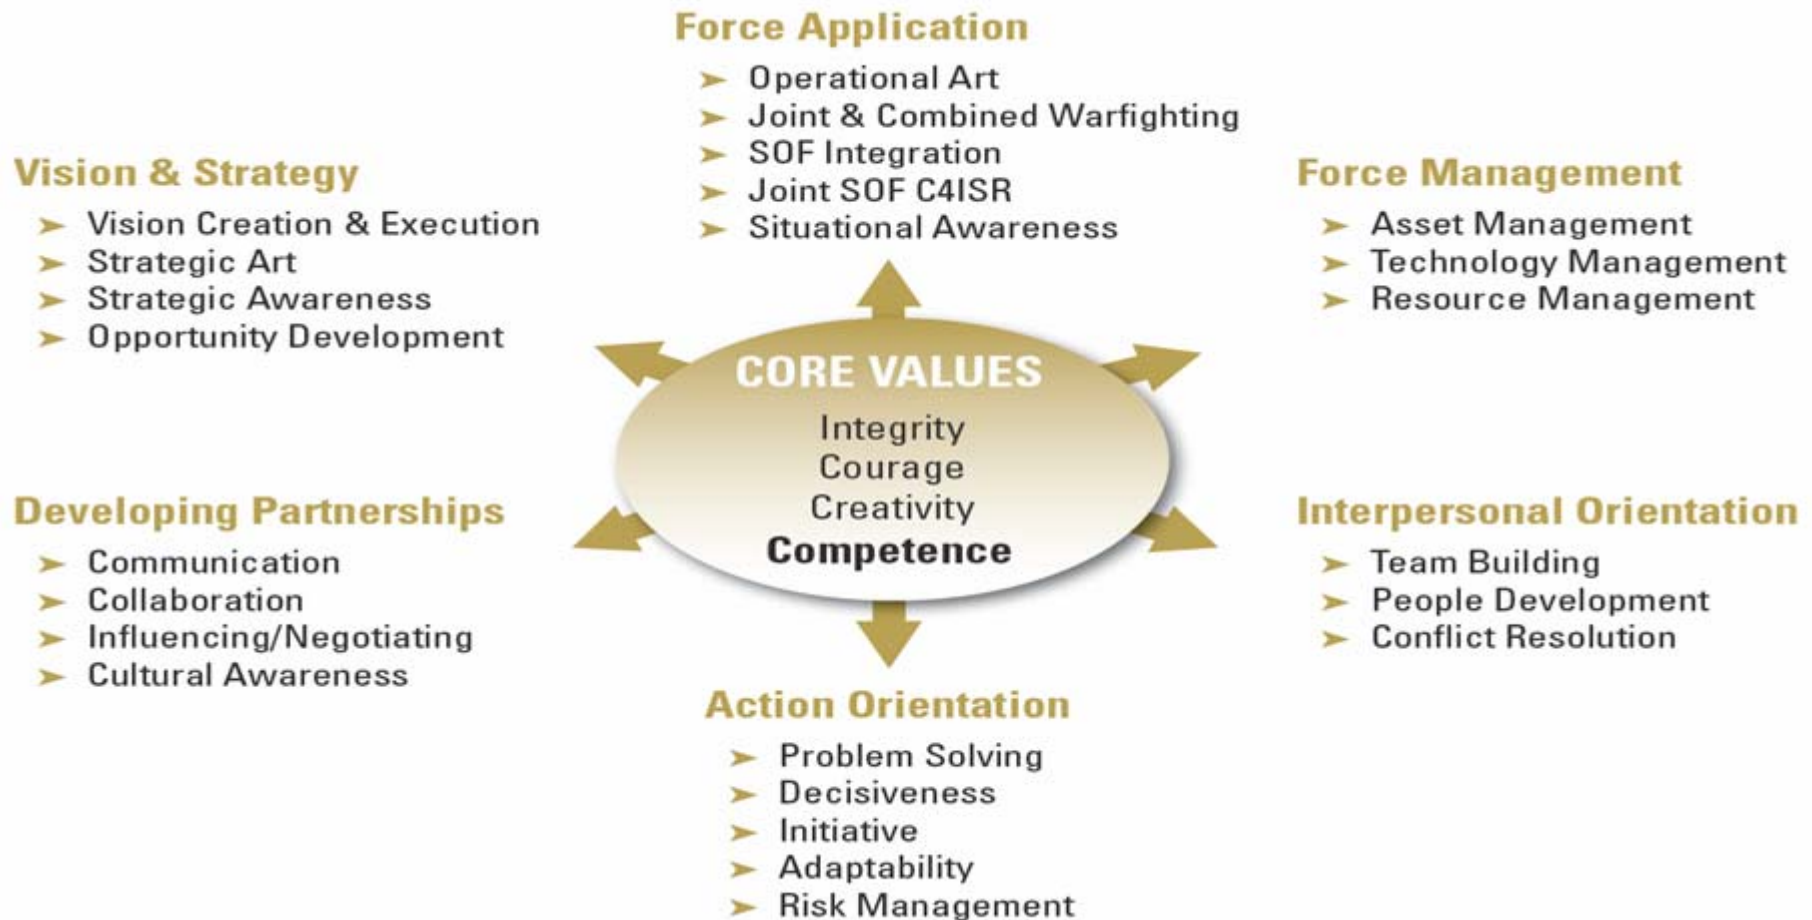 Force Application
➤ Operational Art
➤ Joint & Combined Warfighting
➤ SOF Integration
➤ Joint SOF C4ISR
➤ Situational Awareness
Vision & Strategy
➤ Vision Creation & Execution
➤ Strategic Art
➤ Strategic Awareness
➤ Opportunity Development
Force Management
➤ Asset Management
➤ Technology Management
➤ Resource Management
CORE VALUES
Integrity
Courage
Creativity
Competence
Developing Partnerships
➤ Communication
➤ Collaboration
➤ Influencing/Negotiating
➤ Cultural Awareness
Interpersonal Orientation
➤ Team Building
➤ People Development
➤ Conflict Resolution
Action Orientation
➤ Problem Solving
➤ Decisiveness
➤ Initiative
➤ Adaptability
➤ Risk Management